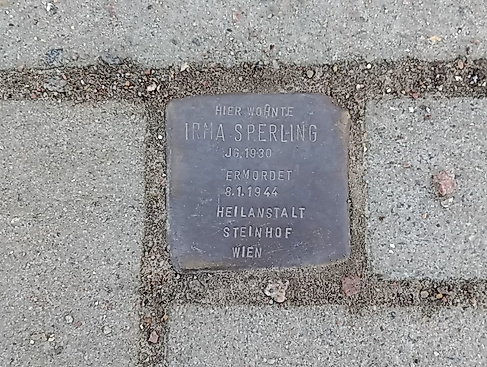 HIER WOHNTE
IRMA SPERLING
JG. 1930
ERMORDET
8.1.1944
HEILANSTALT
STEINHOF
WIEN